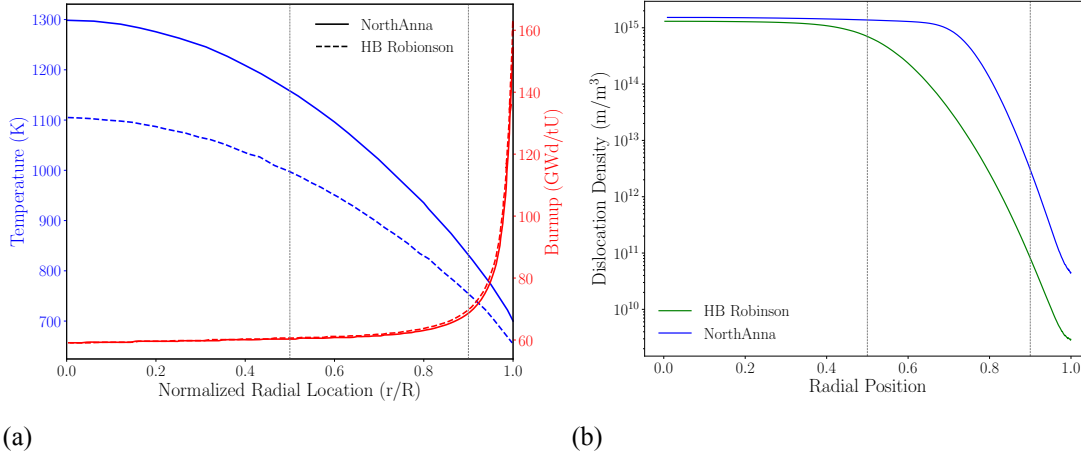 1300
1200
1100
1000
900
800
700
Temperature (K)
NorthAnna
HB Robionson
160
140
120
100
80
60
Burnup (GWd/tU)
0.0 0.2 0.4 0.6 0.8 1.0
Normalized Radial Location (r/R)
(a)
10^15
10^14
10^13
10^12
10^11
10^10
Dislocation Density (m/m^3)
HB Robinson
NorthAnna
0.0 0.2 0.4 0.6 0.8 1.0
Radial Position
(b)